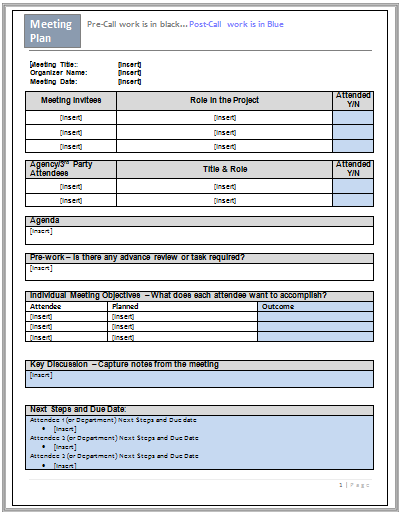 Meeting Plan
Pre-Call work is in black... Post-Call work is in Blue
Meeting Title:: [Insert]
Organizer Name: [Insert]
Meeting Date: [Insert]
Meeting Invitees Role in the Project Attended Y/N
[Insert] [Insert]
[Insert] [Insert]
[Insert] [Insert]
Agency/3rd Party Attendees Title & Role Attended Y/N
[Insert] [Insert]
[Insert] [Insert]
Agenda
[Insert]
Pre-work – Is there any advance review or task required?
[Insert]
Individual Meeting Objectives – What does each attendee want to accomplish?
Attendee Planned Outcome
[Insert] [Insert]
[Insert] [Insert]
[Insert] [Insert]
Key Discussion – Capture notes from the meeting
[Insert]
Next Steps and Due Date:
Attendee 1 (or Department) Next Steps and Due date
• [Insert]
Attendee 2 (or Department) Next Steps and Due Date
• [Insert]
Attendee 2 (or Department) Next Steps and Due Date
• [Insert]
1 | Page